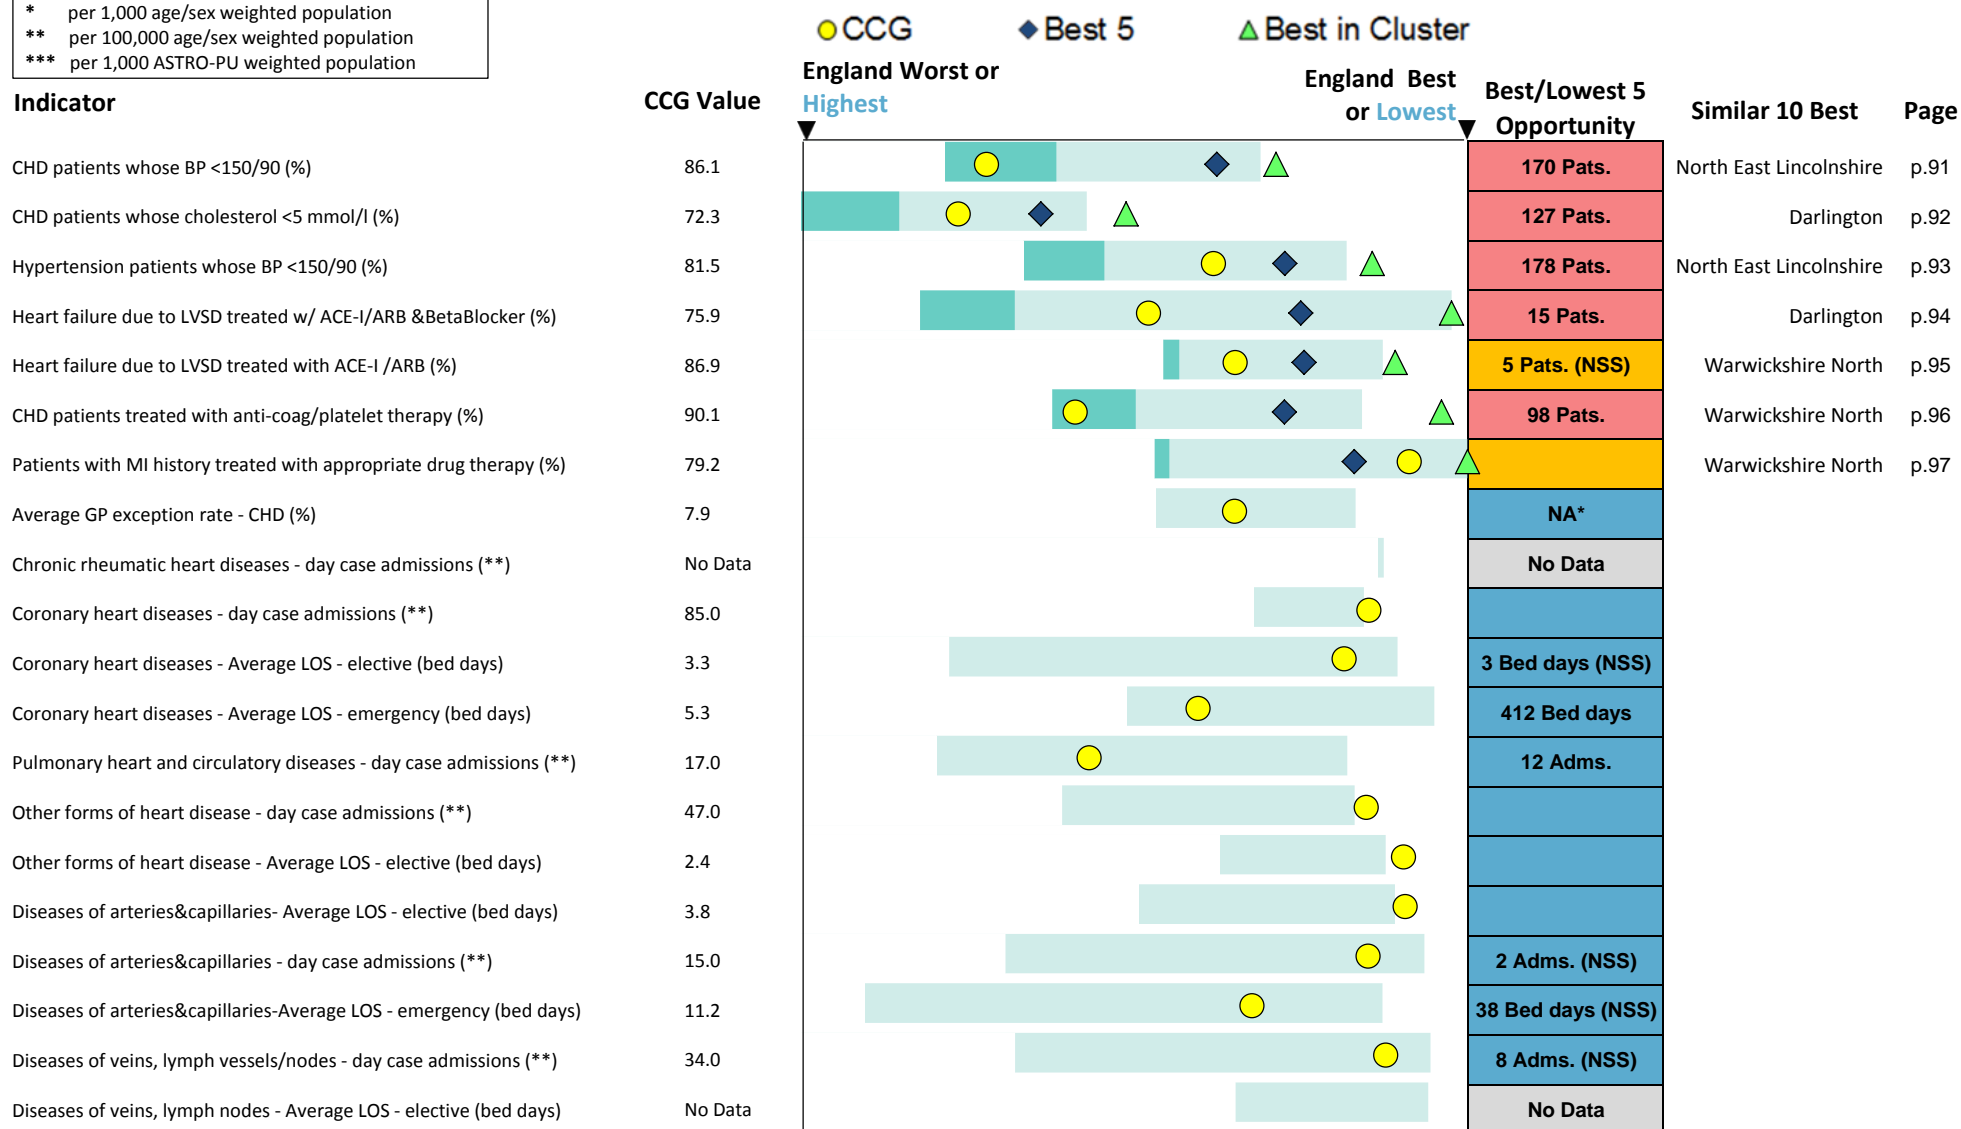 * per 1,000 age/sex weighted population
** per 100,000 age/sex weighted population
*** per 1,000 ASTRO-PU weighted population
CCG Best 5 Best in Cluster
Indicator CCG Value England Worst or Highest England Best or Lowest Best/Lowest 5 Opportunity Similar 10 Best Page
CHD patients whose BP <150/90 (%) 86.1 170 Pats. North East Lincolnshire p.91
CHD patients whose cholesterol <5 mmol/l (%) 72.3 127 Pats. Darlington p.92
Hypertension patients whose BP <150/90 (%) 81.5 178 Pats. North East Lincolnshire p.93
Heart failure due to LVSD treated w/ ACE-I/ARB &BetaBlocker (%) 75.9 15 Pats. Darlington p.94
Heart failure due to LVSD treated with ACE-I /ARB (%) 86.9 5 Pats. (NSS) Warwickshire North p.95
CHD patients treated with anti-coag/platelet therapy (%) 90.1 98 Pats. Warwickshire North p.96
Patients with MI history treated with appropriate drug therapy (%) 79.2 Warwickshire North p.97
Average GP exception rate - CHD (%) 7.9 NA*
Chronic rheumatic heart diseases - day case admissions (**) No Data No Data
Coronary heart diseases - day case admissions (**) 85.0
Coronary heart diseases - Average LOS - elective (bed days) 3.3 3 Bed days (NSS)
Coronary heart diseases - Average LOS - emergency (bed days) 5.3 412 Bed days
Pulmonary heart and circulatory diseases - day case admissions (**) 17.0 12 Adms.
Other forms of heart disease - day case admissions (**) 47.0
Other forms of heart disease - Average LOS - elective (bed days) 2.4
Diseases of arteries&capillaries- Average LOS - elective (bed days) 3.8
Diseases of arteries&capillaries - day case admissions (**) 15.0 2 Adms. (NSS)
Diseases of arteries&capillaries-Average LOS - emergency (bed days) 11.2 38 Bed days (NSS)
Diseases of veins, lymph vessels/nodes - day case admissions (**) 34.0 8 Adms. (NSS)
Diseases of veins, lymph nodes - Average LOS - elective (bed days) No Data No Data